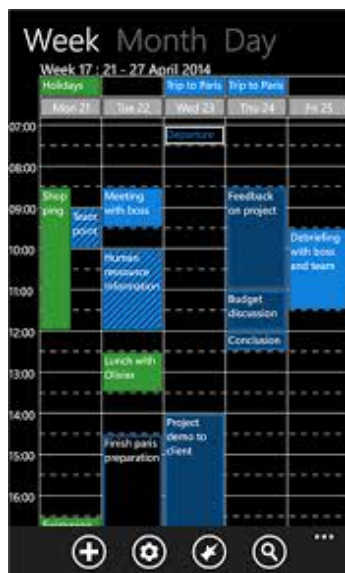 Week Month Day
Week 17 : 21 - 27 April 2014
Holidays
Trip to Paris Trip to Paris
Mon 21 Tue 22 Wed 23 Thu 24 Fri 25
07:00
Departure
08:00
Shop
ping
Meeting
with boss
Feedback
on project
09:00
Team
point
Debriefing
with boss
and team
10:00
Human
ressource
information
11:00
Budget
discussion
12:00
Conclusion
Lunch with
Olivier
13:00
14:00
Project
demo to
client
Finish paris
preparation
15:00
16:00